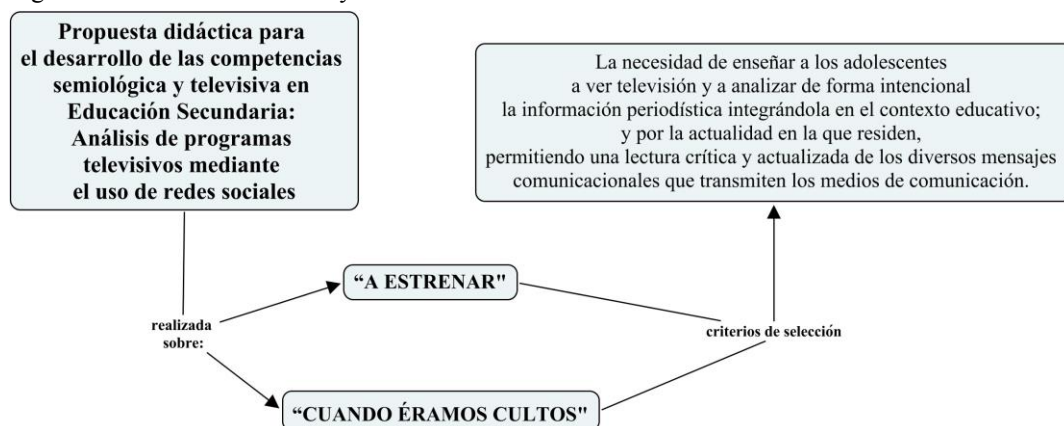 Propuesta didáctica para
el desarrollo de las competencias
semiológica y televisiva en
Educación Secundaria:
Análisis de programas
televisivos mediante
el uso de redes sociales
La necesidad de enseñar a los adolescentes
a ver televisión y a analizar de forma intencional
la información periodística integrándola en el contexto educativo;
y por la actualidad en la que residen,
permitiendo una lectura crítica y actualizada de los diversos mensajes
comunicacionales que transmiten los medios de comunicación.
“A ESTRENAR"
realizada
sobre:
criterios de selección
“CUANDO ÉRAMOS CULTOS"